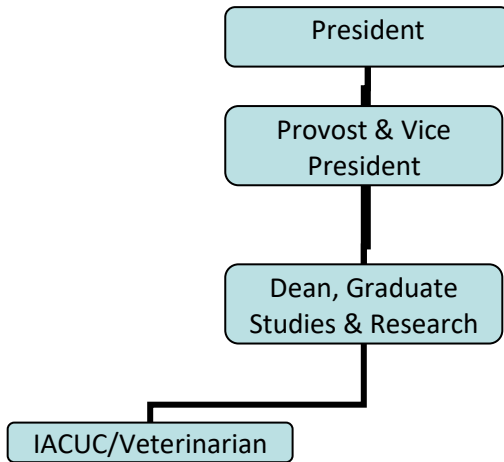 President
Provost & Vice
President
Dean, Graduate
Studies & Research
IACUC/Veterinarian